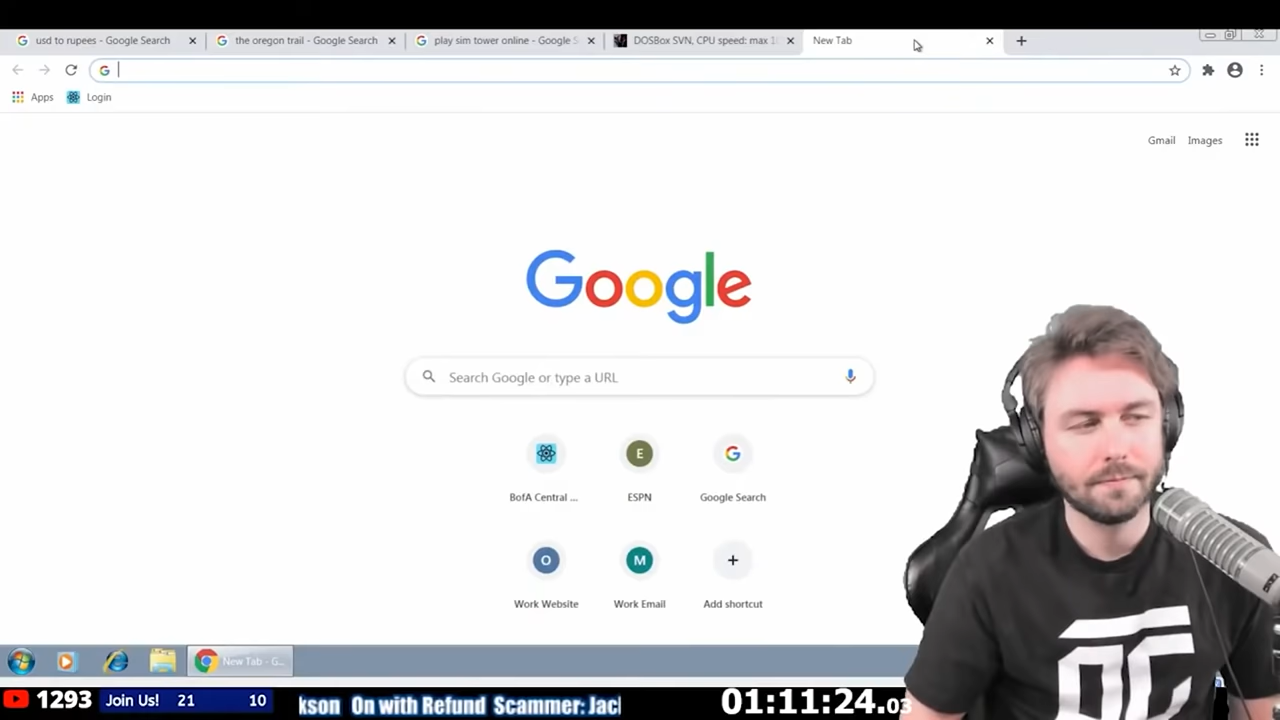 usd to rupees - Google Search
the oregon trail - Google Search
play sim tower online - Google S
DOSBox SVN, CPU speed: max 1
New Tab
Apps
Login
Gmail
Images
Google
Search Google or type a URL
BofA Central ...
E
ESPN
Google Search
O
Work Website
M
Work Email
Add shortcut
New Tab - G...
1293
Join Us!
21
10
kson On with Refund Scammer: Jacl
01:11:24.03